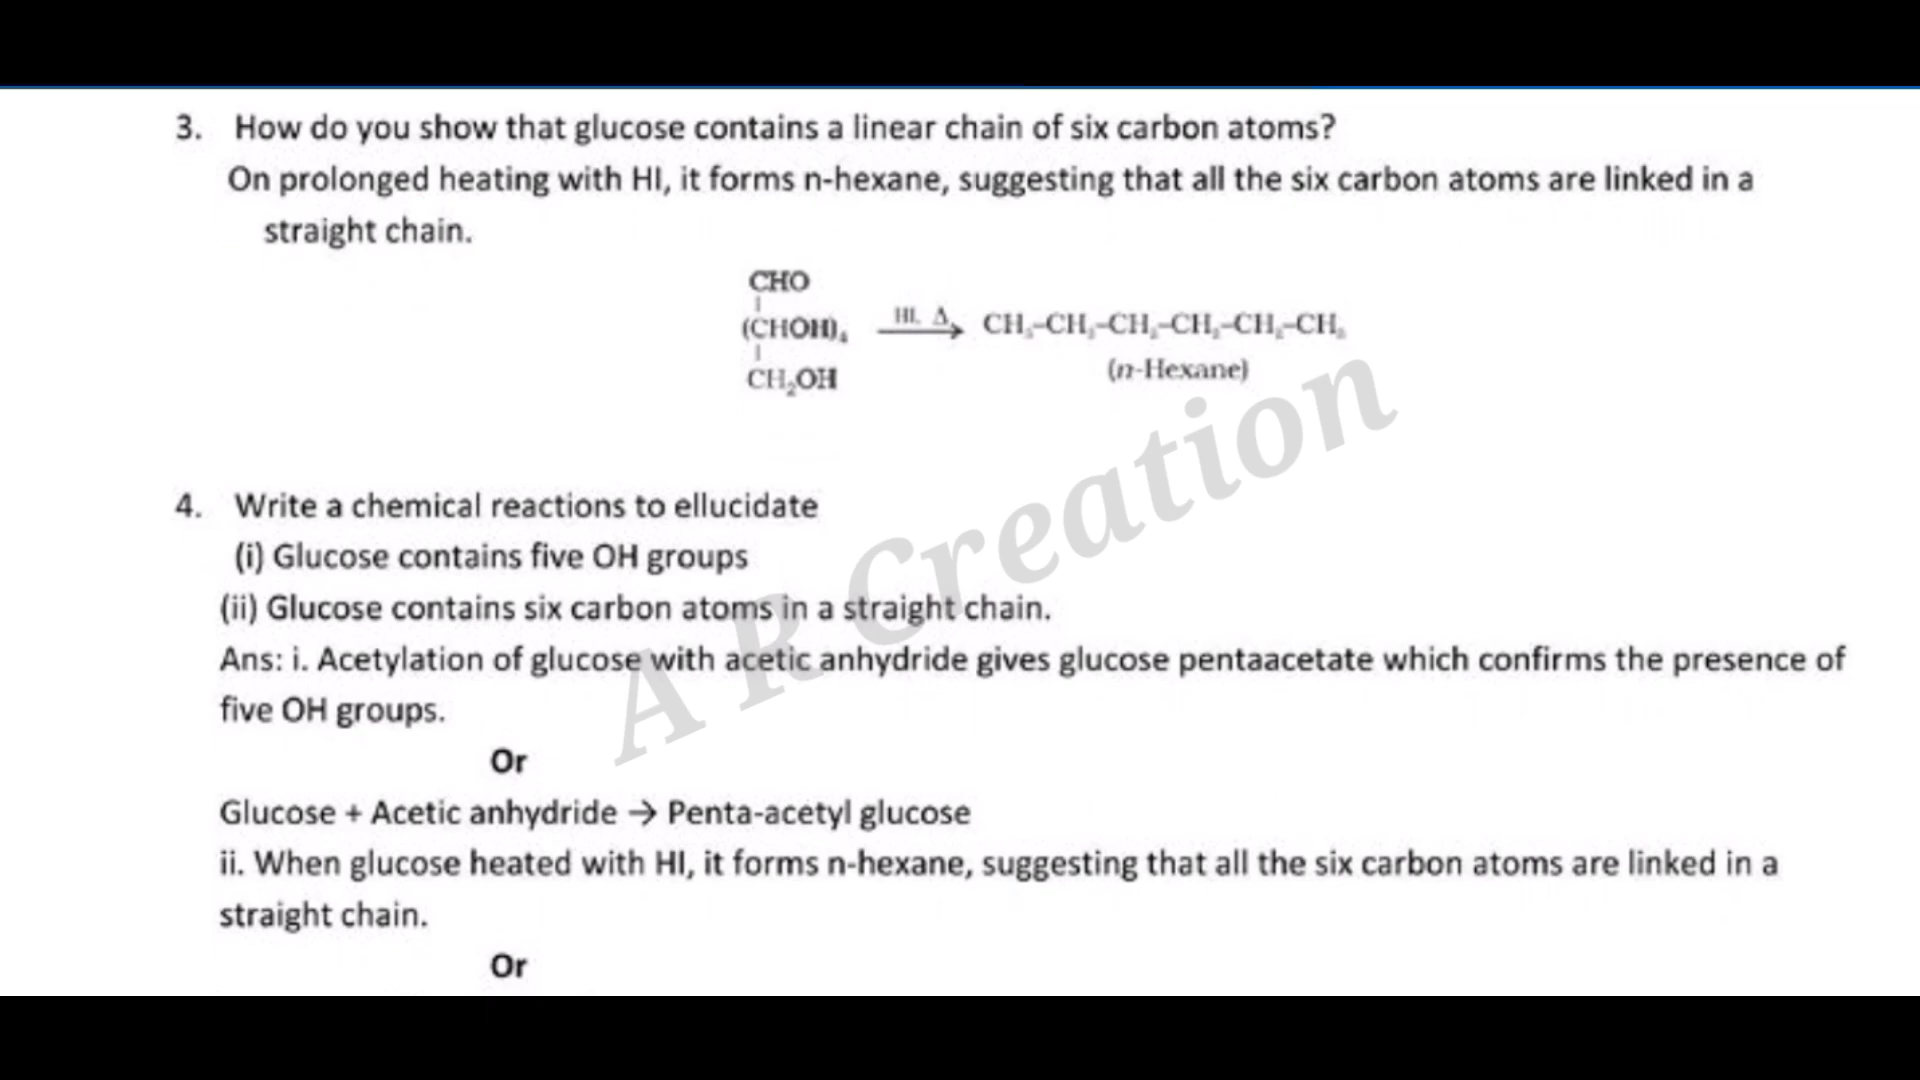 3. How do you show that glucose contains a linear chain of six carbon atoms?
On prolonged heating with HI, it forms n-hexane, suggesting that all the six carbon atoms are linked in a
straight chain.
CHO
(CHOH)₄ HI, Δ CH₃-CH₂-CH₂-CH₂-CH₂-CH₃
CH₂OH (n-Hexane)
4. Write a chemical reactions to ellucidate
(i) Glucose contains five OH groups
(ii) Glucose contains six carbon atoms in a straight chain.
Ans: i. Acetylation of glucose with acetic anhydride gives glucose pentaacetate which confirms the presence of
five OH groups.
Or
Glucose + Acetic anhydride → Penta-acetyl glucose
ii. When glucose heated with HI, it forms n-hexane, suggesting that all the six carbon atoms are linked in a
straight chain.
Or
A R Creation